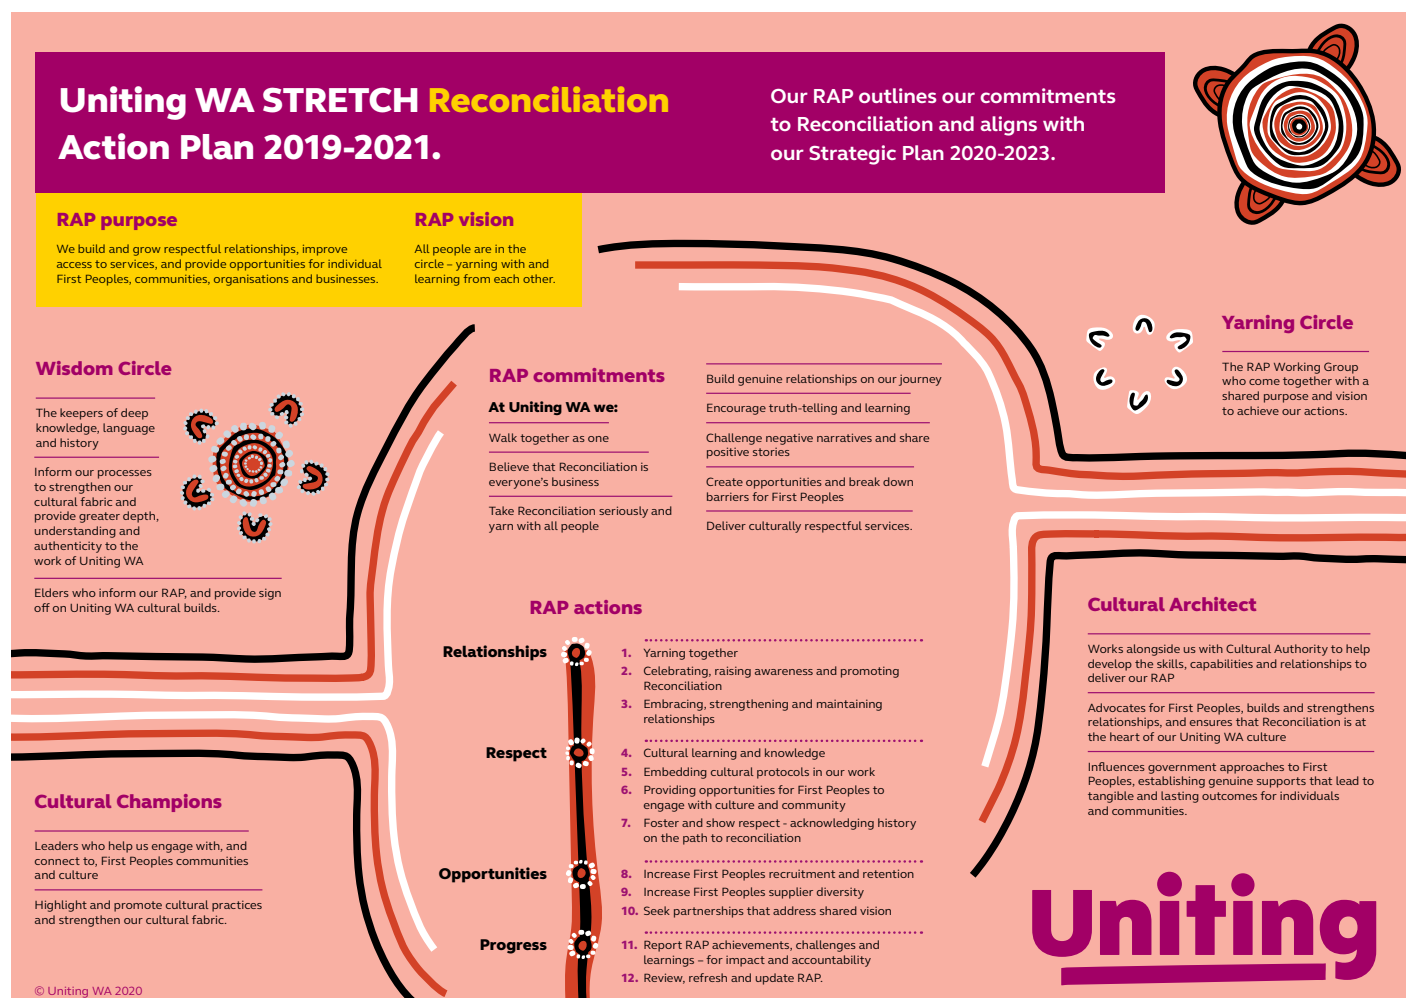 Uniting WA STRETCH Reconciliation
Action Plan 2019-2021.
Our RAP outlines our commitments
to Reconciliation and aligns with
our Strategic Plan 2020-2023.
RAP purpose
We build and grow respectful relationships, improve
access to services, and provide opportunities for individual
First Peoples, communities, organisations and businesses.
RAP vision
All people are in the
circle – yarning with and
learning from each other.
Wisdom Circle
The keepers of deep
knowledge, language
and history
Inform our processes
to strengthen our
cultural fabric and
provide greater depth,
understanding and
authenticity to the
work of Uniting WA
Elders who inform our RAP, and provide sign
off on Uniting WA cultural builds.
RAP commitments
At Uniting WA we:
Walk together as one
Believe that Reconciliation is
everyone's business
Take Reconciliation seriously and
yarn with all people
Build genuine relationships on our journey
Encourage truth-telling and learning
Challenge negative narratives and share
positive stories
Create opportunities and break down
barriers for First Peoples
Deliver culturally respectful services.
Yarning Circle
The RAP Working Group
who come together with a
shared purpose and vision
to achieve our actions.
RAP actions
Relationships
1. Yarning together
2. Celebrating, raising awareness and promoting
Reconciliation
3. Embracing, strengthening and maintaining
relationships
Respect
4. Cultural learning and knowledge
5. Embedding cultural protocols in our work
6. Providing opportunities for First Peoples to
engage with culture and community
7. Foster and show respect - acknowledging history
on the path to reconciliation
Opportunities
8. Increase First Peoples recruitment and retention
9. Increase First Peoples supplier diversity
10. Seek partnerships that address shared vision
Progress
11. Report RAP achievements, challenges and
learnings – for impact and accountability
12. Review, refresh and update RAP.
Cultural Architect
Works alongside us with Cultural Authority to help
develop the skills, capabilities and relationships to
deliver our RAP
Advocates for First Peoples, builds and strengthens
relationships, and ensures that Reconciliation is at
the heart of our Uniting WA culture
Influences government approaches to First
Peoples, establishing genuine supports that lead to
tangible and lasting outcomes for individuals
and communities.
Cultural Champions
Leaders who help us engage with, and
connect to, First Peoples communities
and culture
Highlight and promote cultural practices
and strengthen our cultural fabric.
Uniting
© Uniting WA 2020